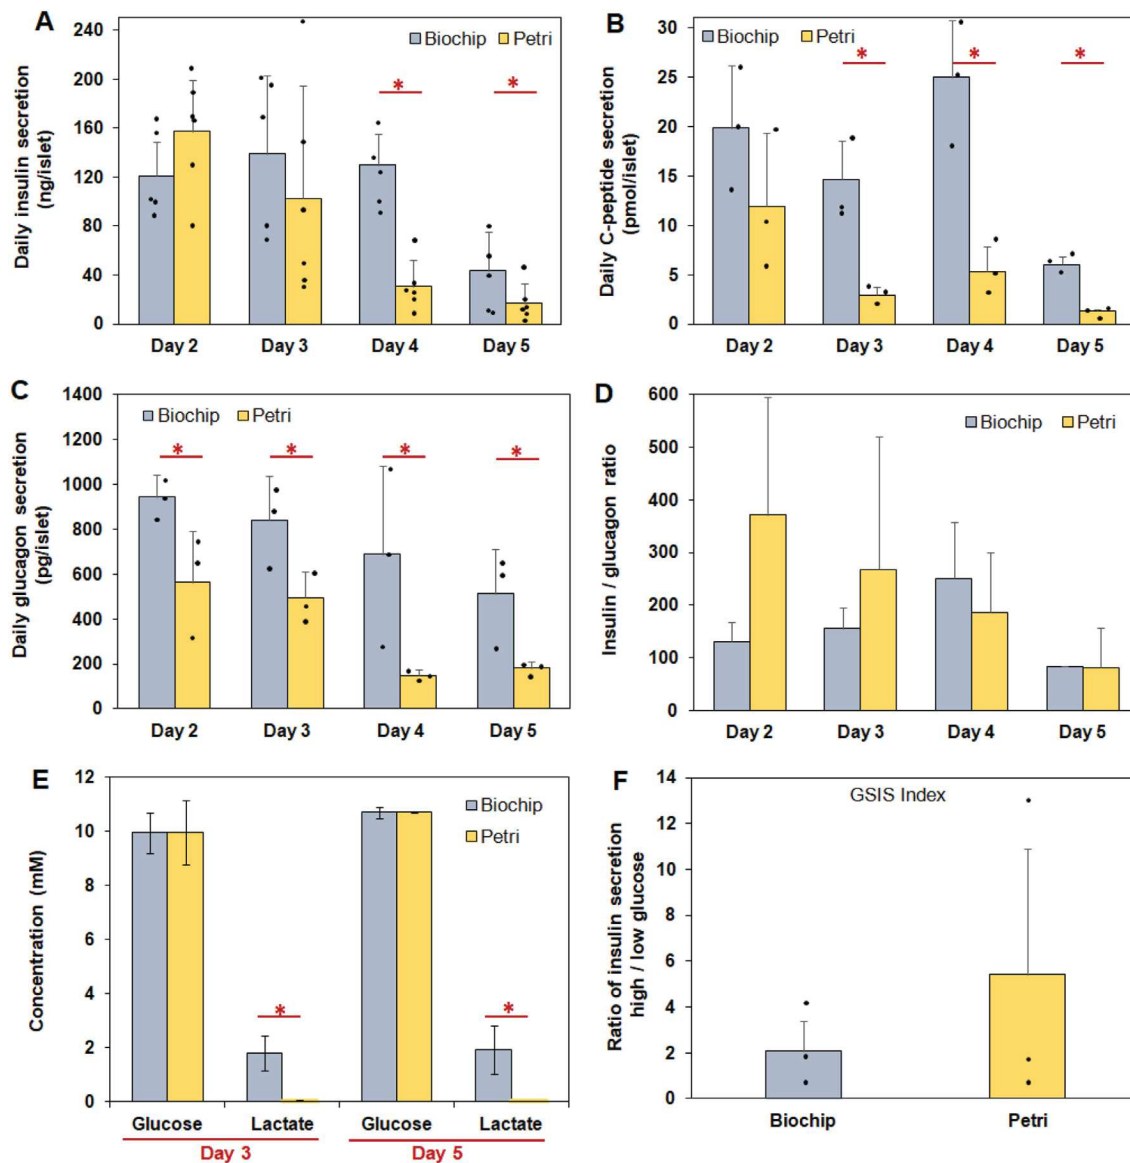 A
Biochip Petri
Daily insulin secretion
(ng/islet)
240
200
160
120
80
40
0
*
*
Day 2 Day 3 Day 4 Day 5
B
Biochip Petri
Daily C-peptide secretion
(pmol/islet)
30
25
20
15
10
5
0
*
*
*
Day 2 Day 3 Day 4 Day 5
C
Biochip Petri
Daily glucagon secretion
(pg/islet)
1400
1200
1000
800
600
400
200
0
*
*
*
*
Day 2 Day 3 Day 4 Day 5
D
Biochip Petri
Insulin / glucagon ratio
600
500
400
300
200
100
0
Day 2 Day 3 Day 4 Day 5
E
Biochip
Petri
Concentration (mM)
12
10
8
6
4
2
0
*
*
Glucose Lactate Glucose Lactate
Day 3 Day 5
F
GSIS Index
Ratio of insulin secretion
high / low glucose
14
12
10
8
6
4
2
0
Biochip Petri